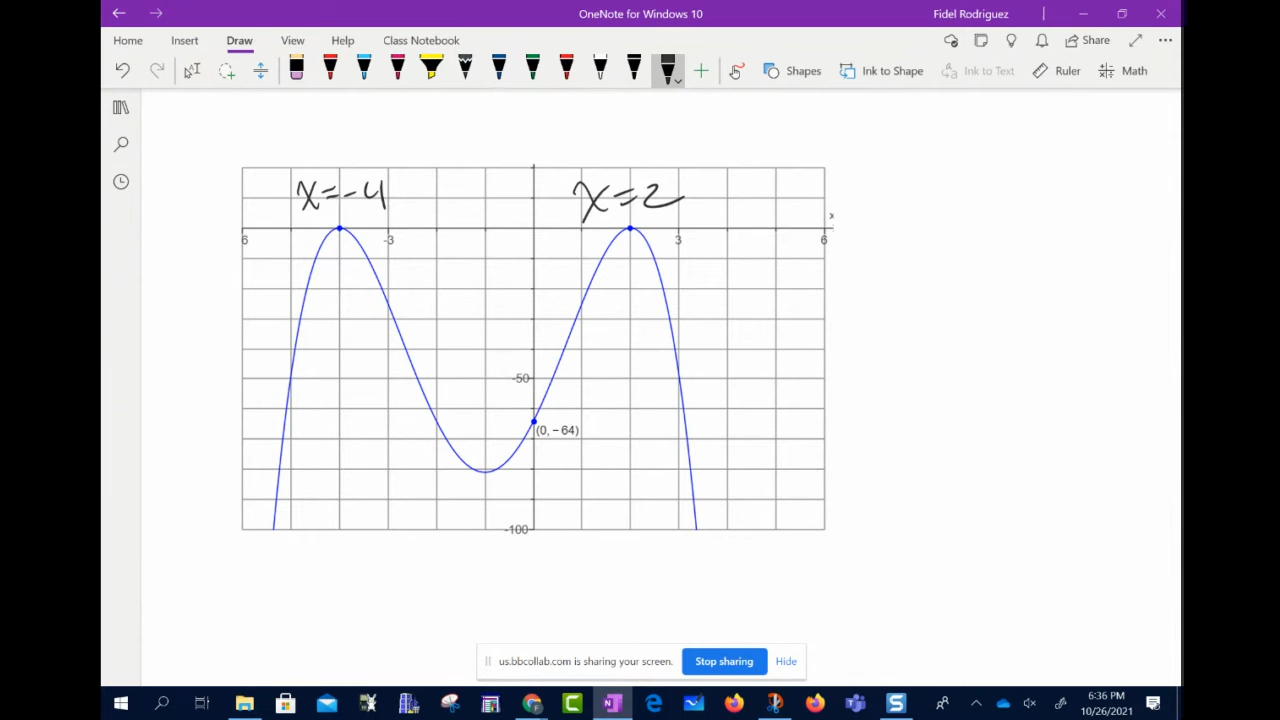 OneNote for Windows 10
Fidel Rodriguez
Home Insert Draw View Help Class Notebook
Share
Shapes Ink to Shape Ink to Text Ruler Math
x=-4 x=2
x
6 -3 3 6
-50
(0, -64)
-100
us.bbcollab.com is sharing your screen. Stop sharing Hide
6:36 PM
10/26/2021